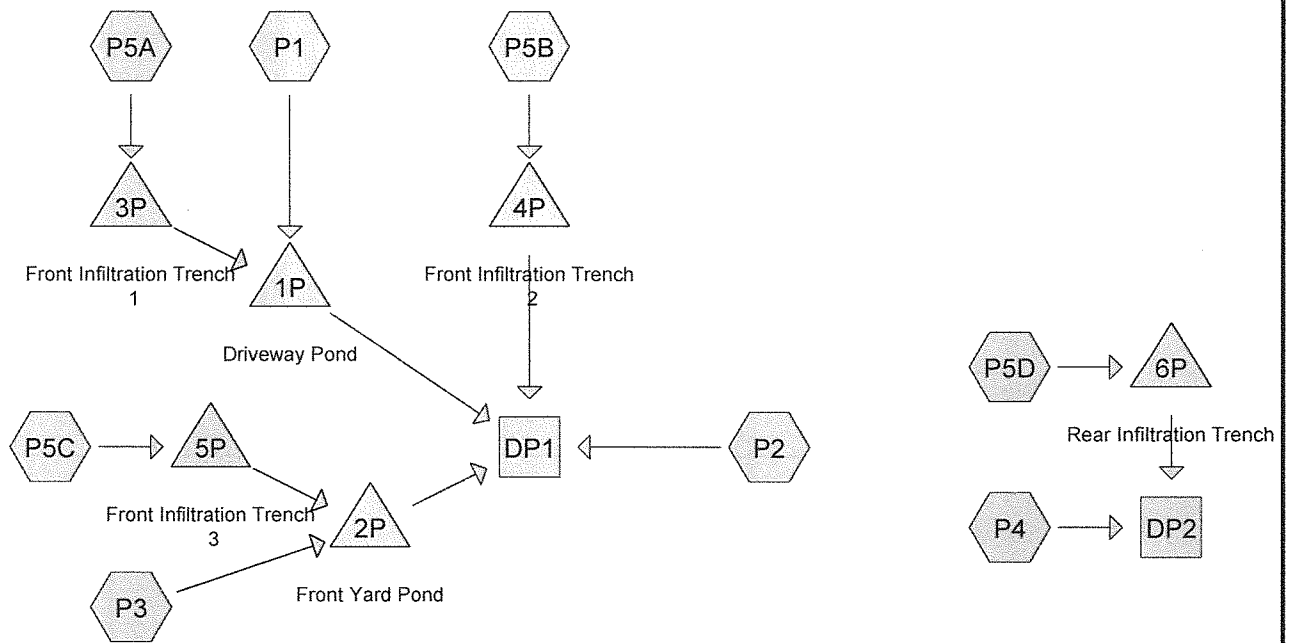 P5A
P1
P5B
3P
4P
Front Infiltration Trench
1
1P
Front Infiltration Trench
2
Driveway Pond
P5D
6P
P5C
5P
DP1
P2
Rear Infiltration Trench
Front Infiltration Trench
3
2P
P4
DP2
P3
Front Yard Pond